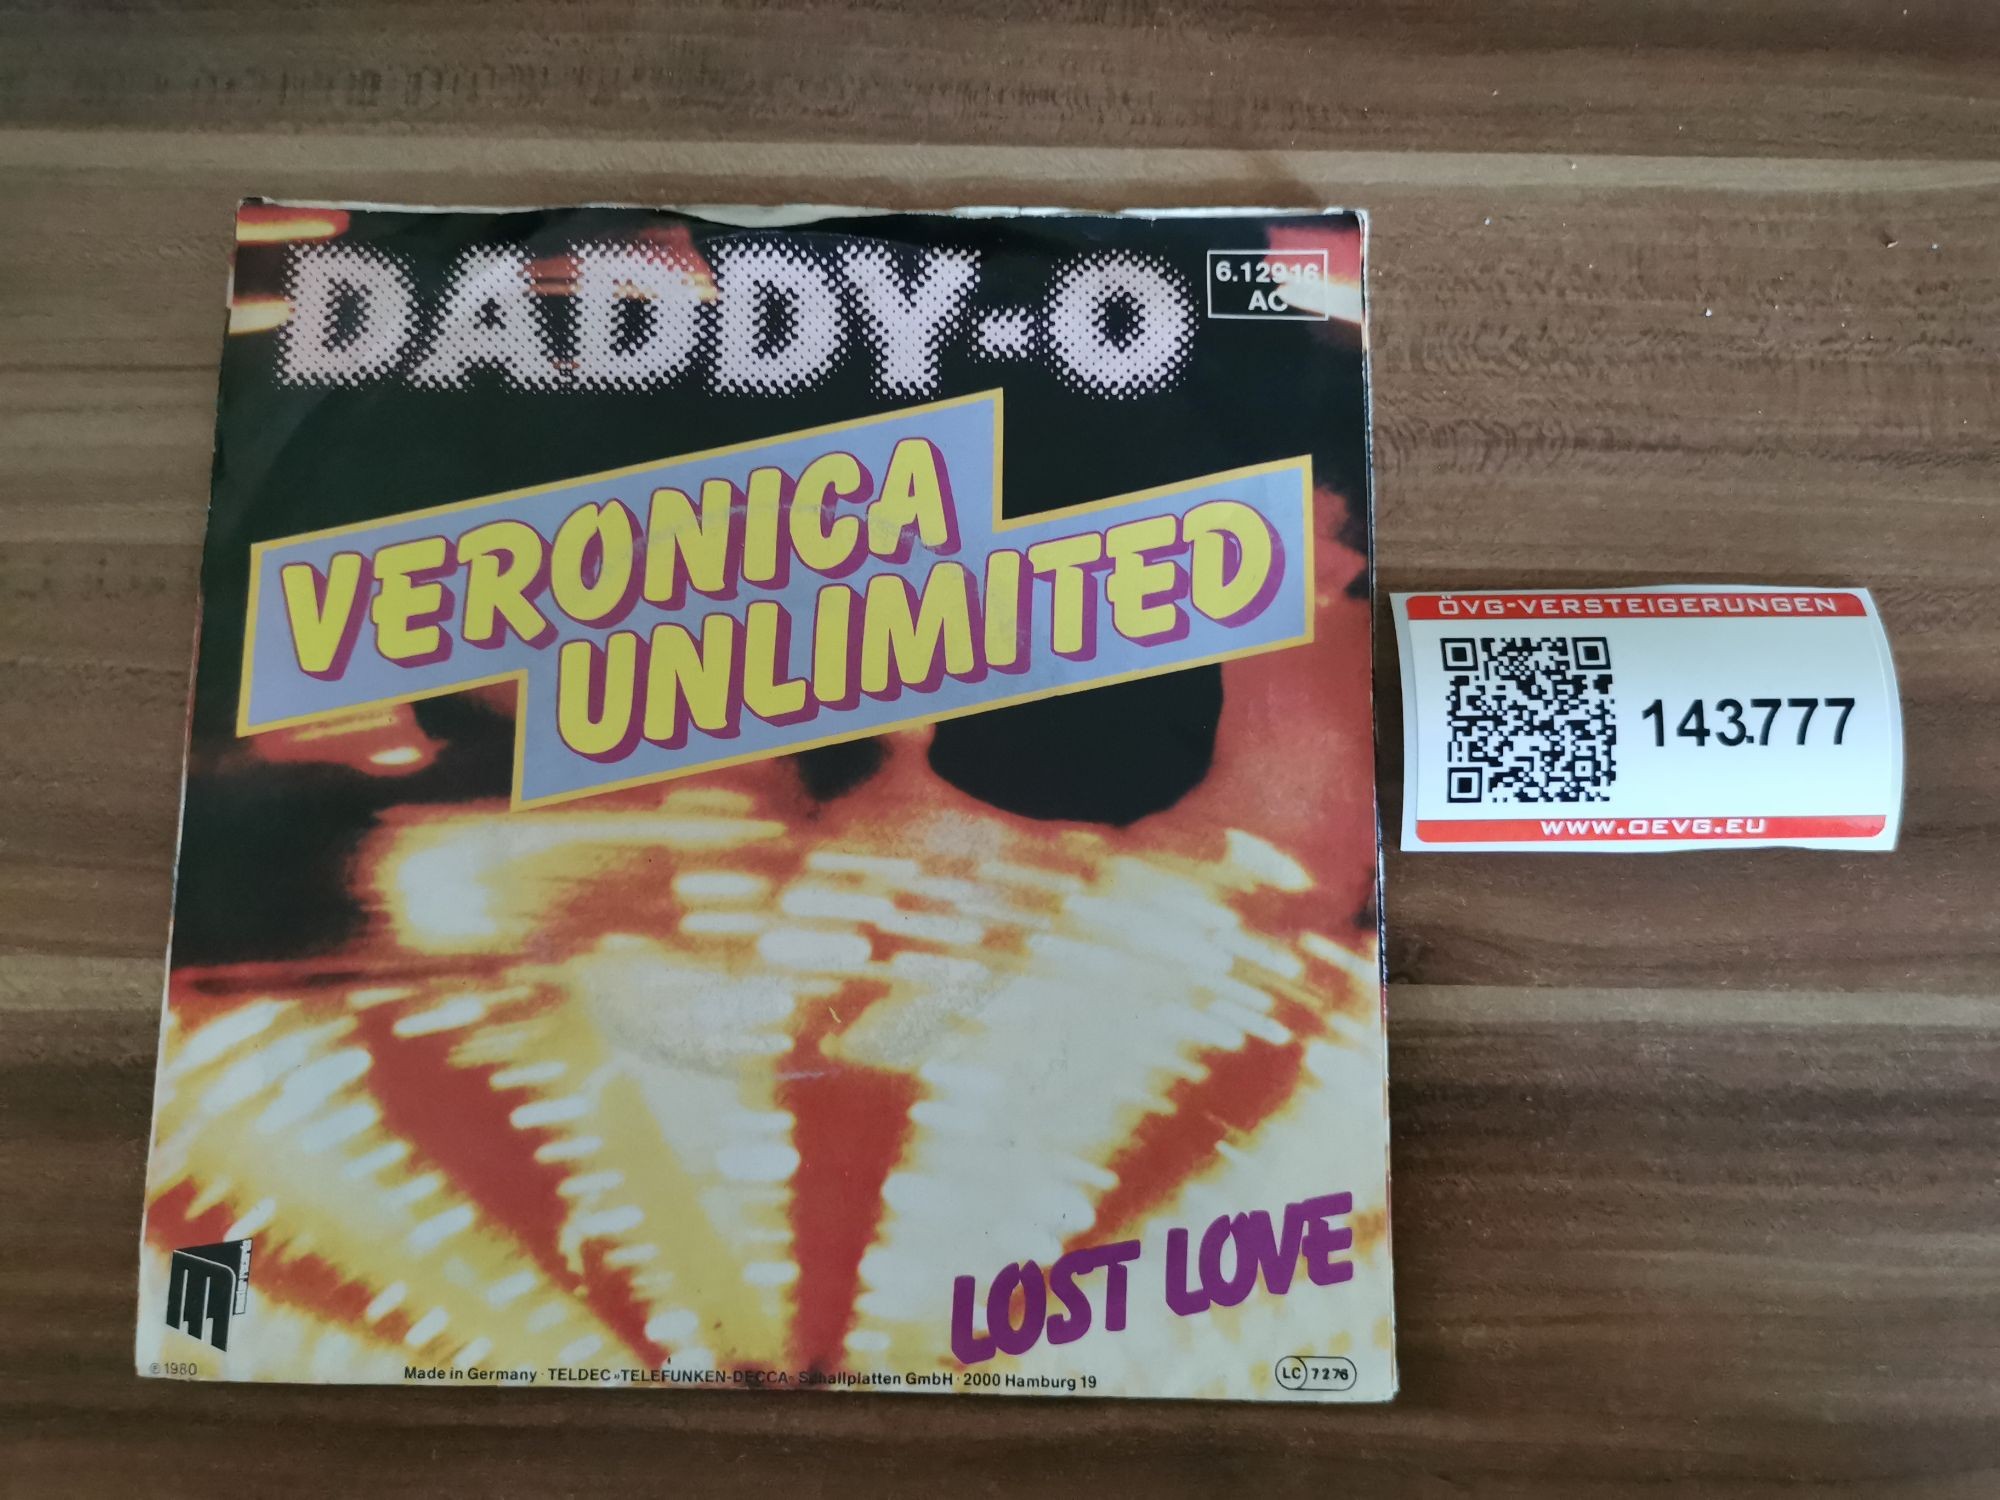 DADDY-O
6.12916
AC
VERONICA
UNLIMITED
ÖVG-VERSTEIGERUNGEN
143.777
WWW.OEVG.EU
LOST LOVE
℗ 1980
Made in Germany · TELDEC »TELEFUNKEN-DECCA« Schallplatten GmbH · 2000 Hamburg 19
LC 7276